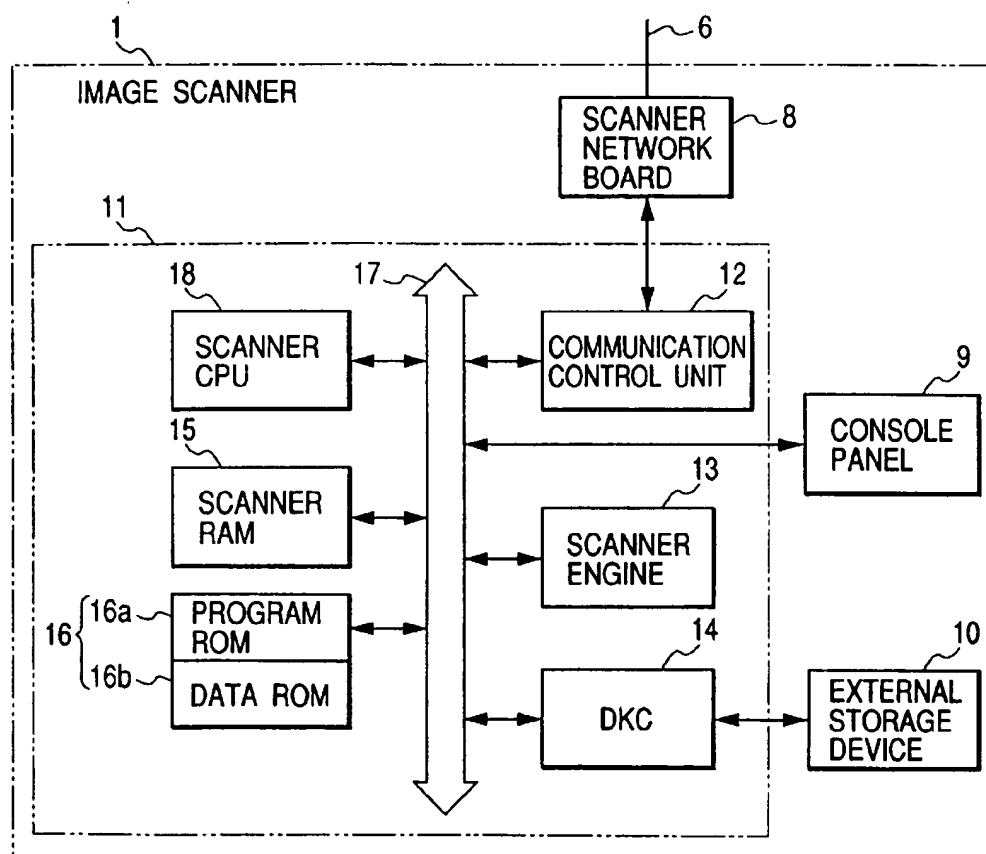 1
6
IMAGE SCANNER
SCANNER
NETWORK
BOARD
8
11
18
17
12
SCANNER
CPU
COMMUNICATION
CONTROL UNIT
9
CONSOLE
PANEL
15
SCANNER
RAM
13
SCANNER
ENGINE
16
16a
PROGRAM
ROM
16b
DATA ROM
14
DKC
10
EXTERNAL
STORAGE
DEVICE